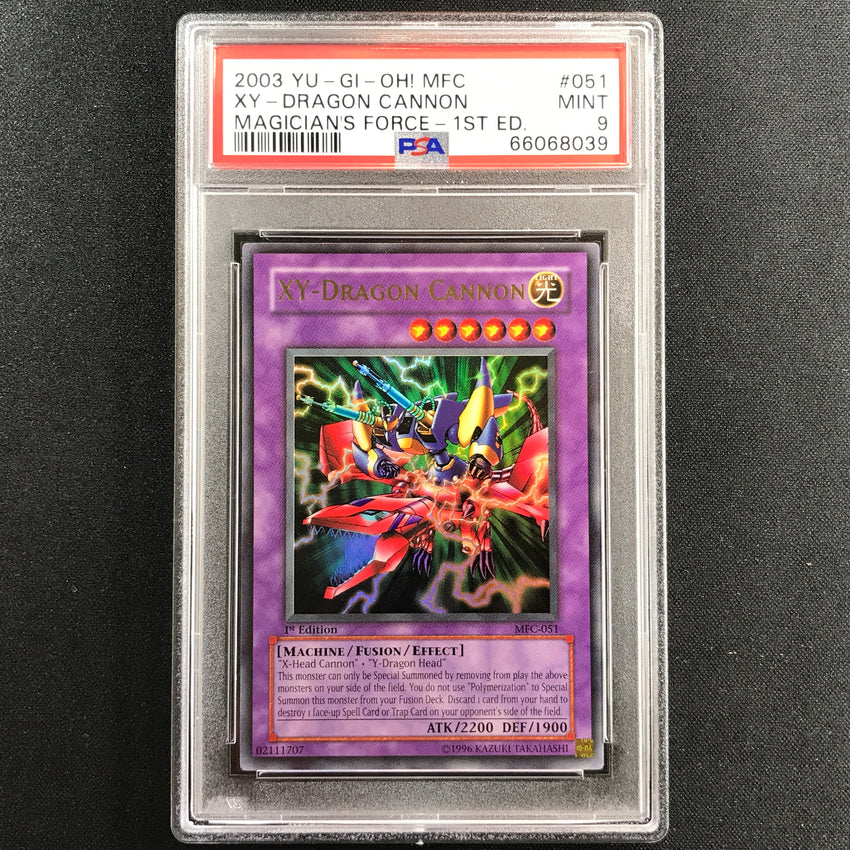 2003 YU-GI-OH! MFC #051
XY-DRAGON CANNON MINT
MAGICIAN'S FORCE-1ST ED. 9
PSA 66068039
XY-DRAGON CANNON
LIGHT
光
1st Edition MFC-051
[MACHINE/FUSION/EFFECT]
"X-Head Cannon" + "Y-Dragon Head"
This monster can only be Special Summoned by removing from play the above
monsters on your side of the field. You do not use "Polymerization" to Special
Summon this monster from your Fusion Deck. Discard 1 card from your hand to
destroy 1 face-up Spell Card or Trap Card on your opponent's side of the field.
ATK/2200 DEF/1900
02111707 ©1996 KAZUKI TAKAHASHI